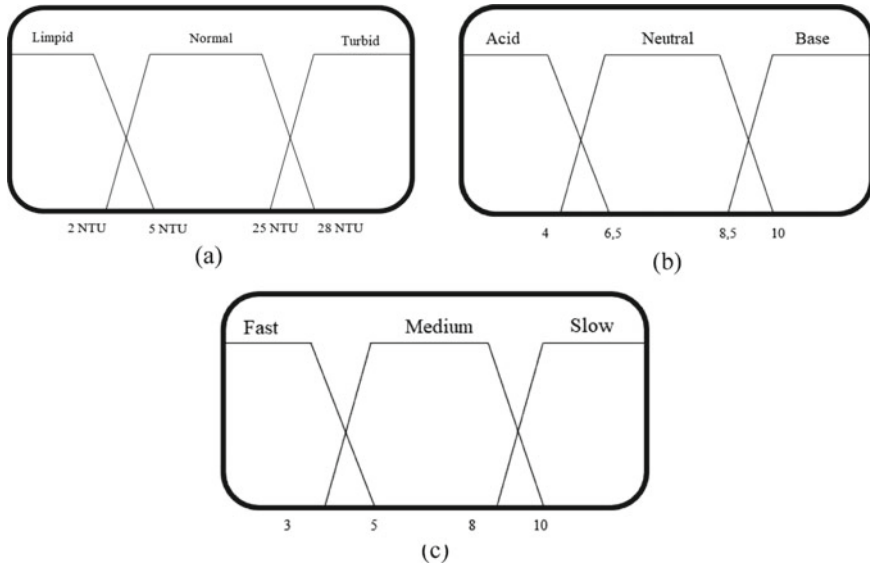 Limpid Normal Turbid
2 NTU 5 NTU 25 NTU 28 NTU
(a)
Acid Neutral Base
4 6,5 8,5 10
(b)
Fast Medium Slow
3 5 8 10
(c)